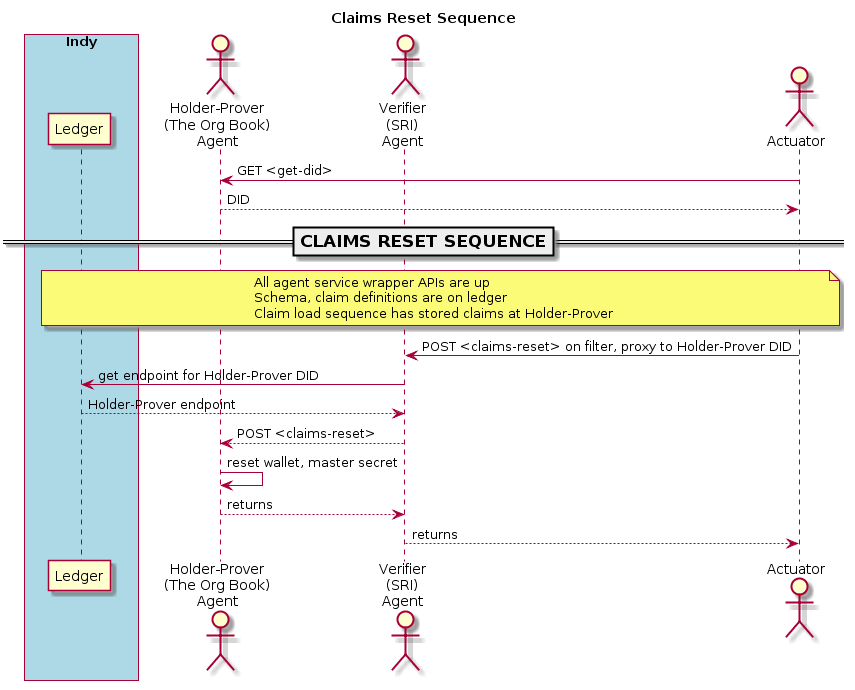 Claims Reset Sequence
Indy
Ledger
Holder-Prover
(The Org Book)
Agent
Verifier
(SRI)
Agent
Actuator
GET <get-did>
DID
CLAIMS RESET SEQUENCE
All agent service wrapper APIs are up
Schema, claim definitions are on ledger
Claim load sequence has stored claims at Holder-Prover
POST <claims-reset> on filter, proxy to Holder-Prover DID
get endpoint for Holder-Prover DID
Holder-Prover endpoint
POST <claims-reset>
reset wallet, master secret
returns
returns
Ledger
Holder-Prover
(The Org Book)
Agent
Verifier
(SRI)
Agent
Actuator